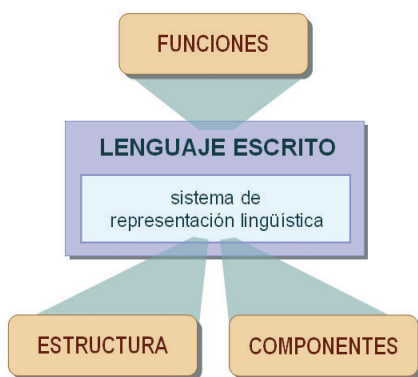 FUNCIONES
LENGUAJE ESCRITO
sistema de
representación lingüística
ESTRUCTURA
COMPONENTES